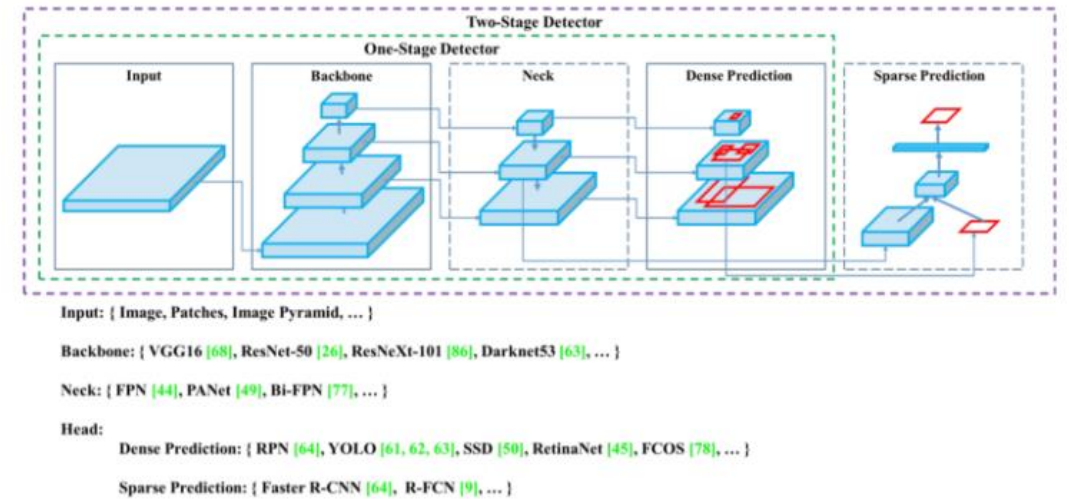 Two-Stage Detector
One-Stage Detector
Input
Backbone
Neck
Dense Prediction
Sparse Prediction
Input: { Image, Patches, Image Pyramid, … }
Backbone: { VGG16 [68], ResNet-50 [26], ResNeXt-101 [86], Darknet53 [63], … }
Neck: { FPN [44], PANet [49], Bi-FPN [77], … }
Head:
Dense Prediction: { RPN [64], YOLO [61, 62, 63], SSD [50], RetinaNet [45], FCOS [78], … }
Sparse Prediction: { Faster R-CNN [64], R-FCN [9], … }